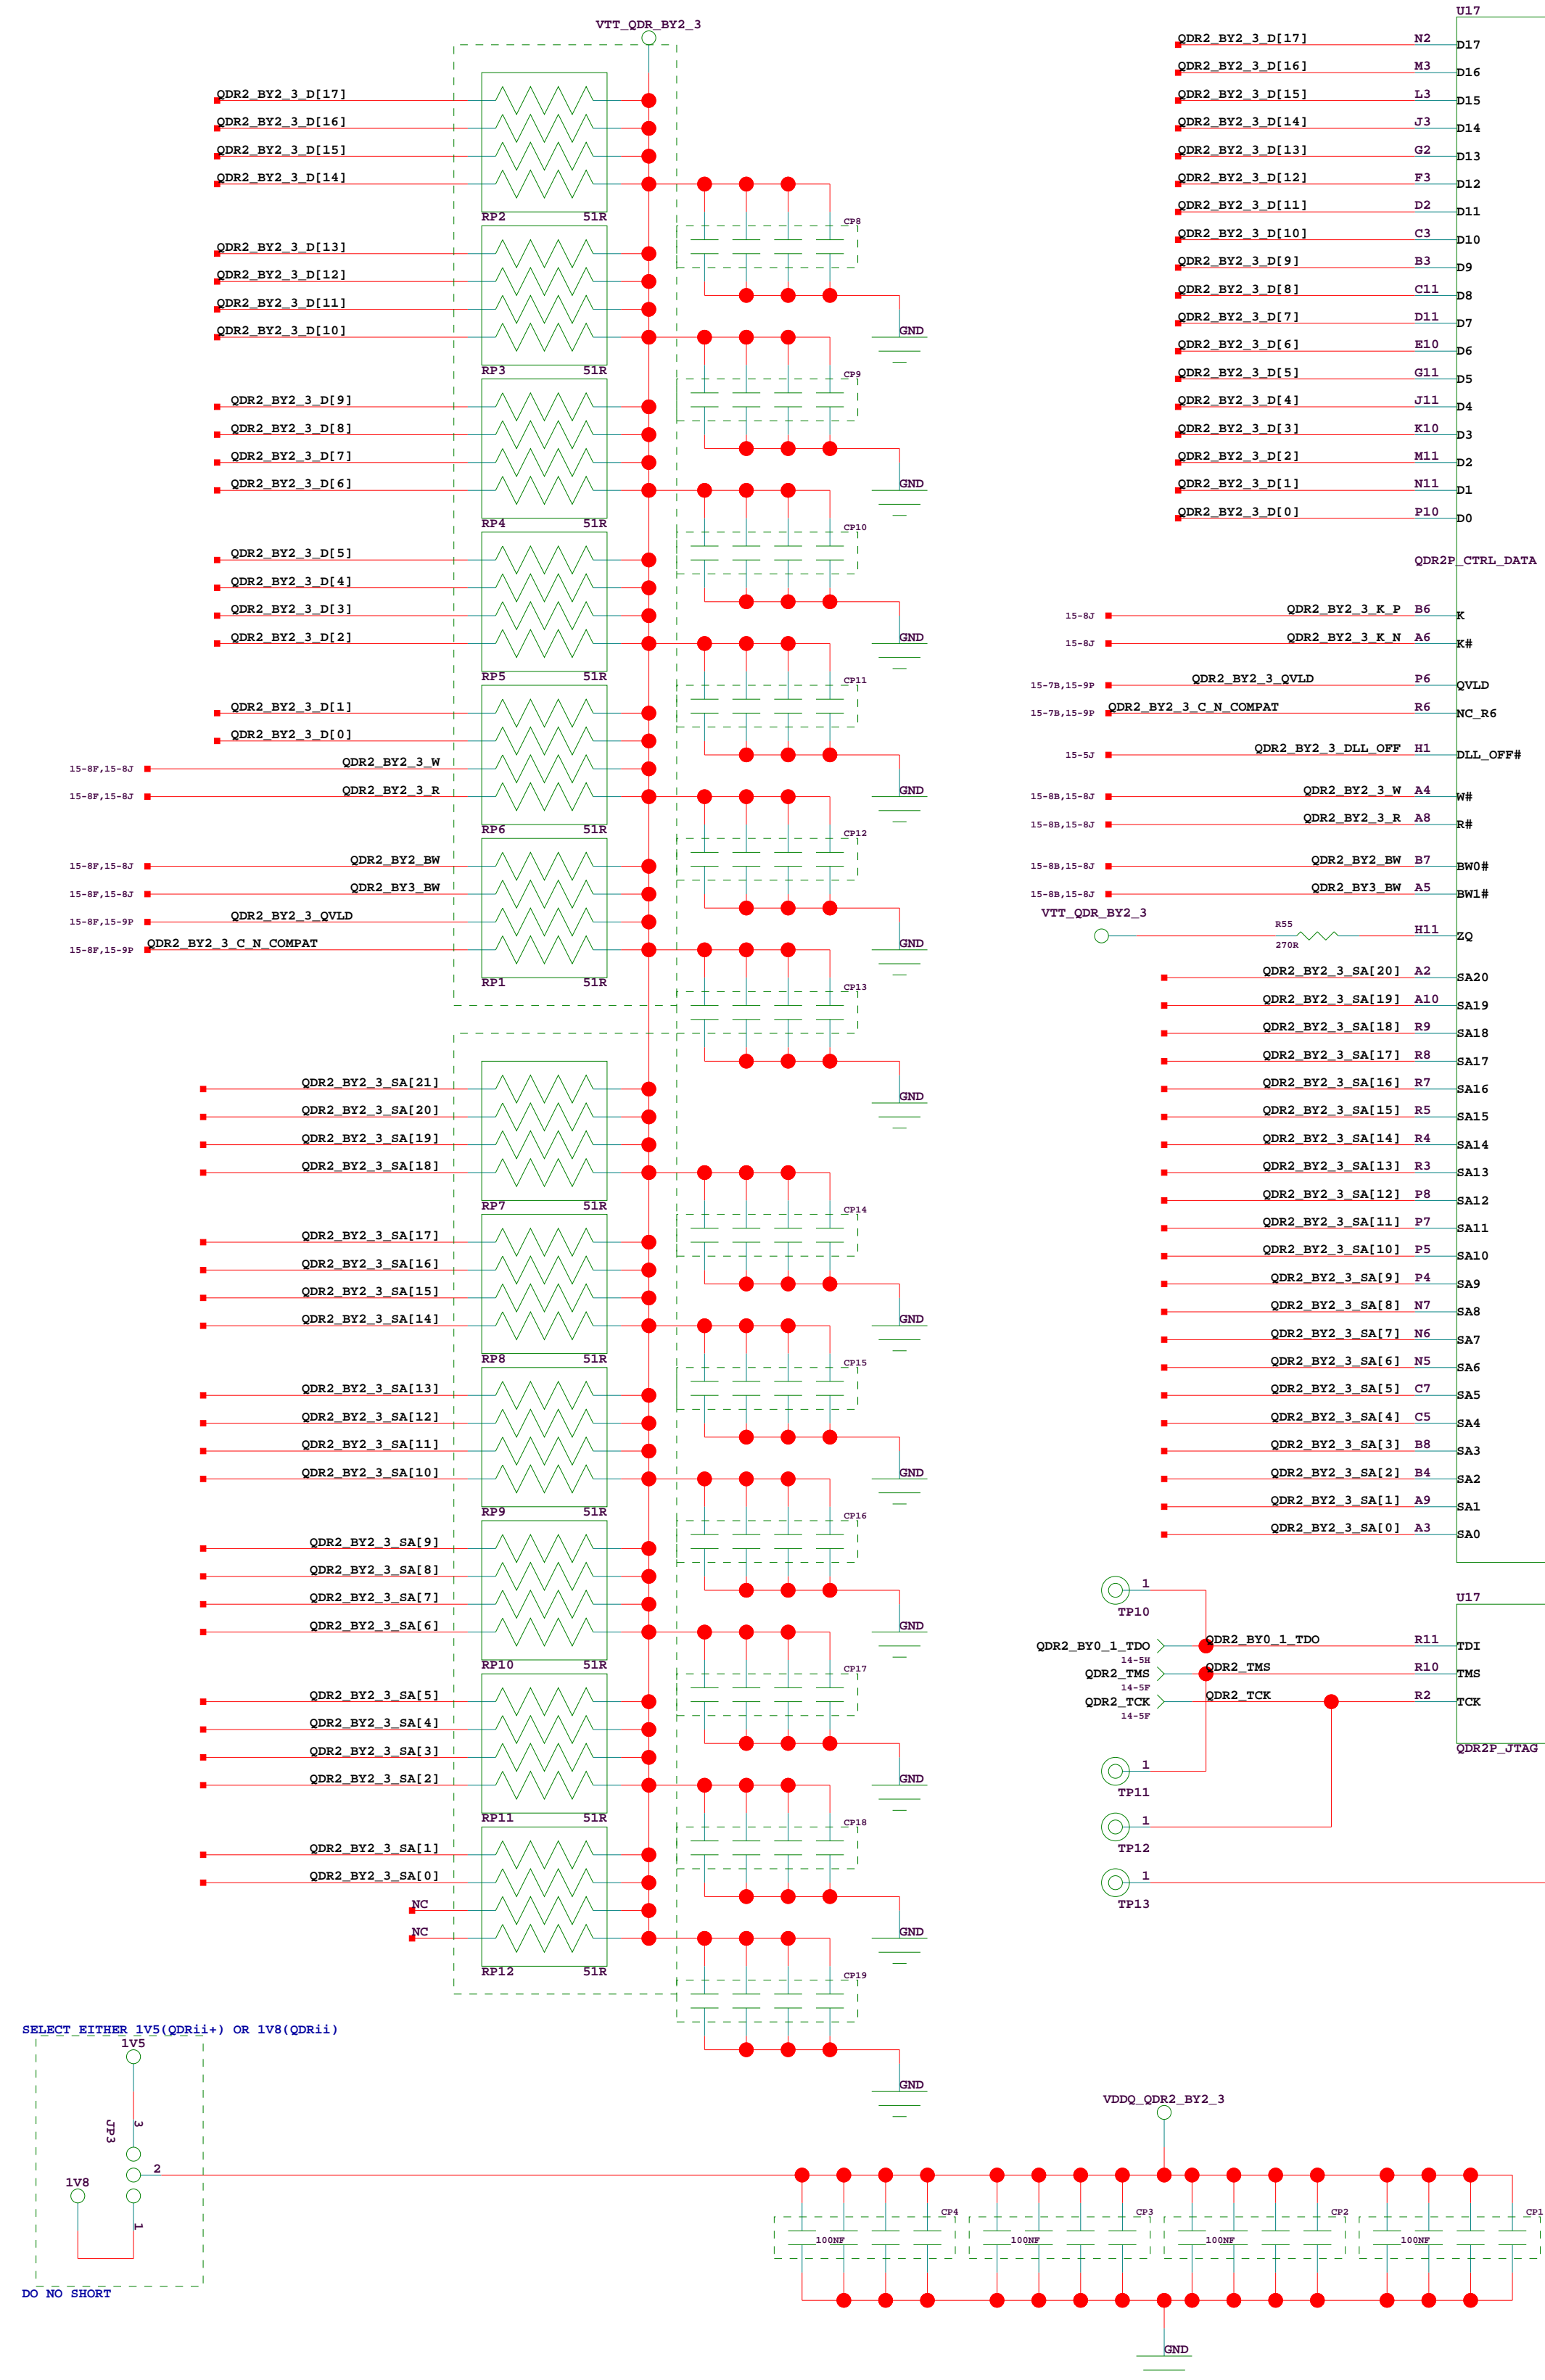 VTT_QDR_BY2_3
QDR2_BY2_3_D[17]
QDR2_BY2_3_D[16]
QDR2_BY2_3_D[15]
QDR2_BY2_3_D[14]
RP2 51R
CP8
QDR2_BY2_3_D[13]
QDR2_BY2_3_D[12]
QDR2_BY2_3_D[11]
QDR2_BY2_3_D[10]
GND
RP3 51R
CP9
QDR2_BY2_3_D[9]
QDR2_BY2_3_D[8]
QDR2_BY2_3_D[7]
QDR2_BY2_3_D[6]
GND
RP4 51R
CP10
QDR2_BY2_3_D[5]
QDR2_BY2_3_D[4]
QDR2_BY2_3_D[3]
QDR2_BY2_3_D[2]
GND
RP5 51R
CP11
QDR2_BY2_3_D[1]
QDR2_BY2_3_D[0]
15-8F,15-8J QDR2_BY2_3_W
15-8F,15-8J QDR2_BY2_3_R
GND
RP6 51R
CP12
15-8F,15-8J QDR2_BY2_BW
15-8F,15-8J QDR2_BY3_BW
15-8F,15-9P QDR2_BY2_3_QVLD
15-8F,15-9P QDR2_BY2_3_C_N_COMPAT
GND
RP1 51R
CP13
QDR2_BY2_3_SA[21]
QDR2_BY2_3_SA[20]
QDR2_BY2_3_SA[19]
QDR2_BY2_3_SA[18]
GND
RP7 51R
CP14
QDR2_BY2_3_SA[17]
QDR2_BY2_3_SA[16]
QDR2_BY2_3_SA[15]
QDR2_BY2_3_SA[14]
GND
RP8 51R
CP15
QDR2_BY2_3_SA[13]
QDR2_BY2_3_SA[12]
QDR2_BY2_3_SA[11]
QDR2_BY2_3_SA[10]
GND
RP9 51R
CP16
QDR2_BY2_3_SA[9]
QDR2_BY2_3_SA[8]
QDR2_BY2_3_SA[7]
QDR2_BY2_3_SA[6]
GND
RP10 51R
CP17
QDR2_BY2_3_SA[5]
QDR2_BY2_3_SA[4]
QDR2_BY2_3_SA[3]
QDR2_BY2_3_SA[2]
GND
RP11 51R
CP18
QDR2_BY2_3_SA[1]
QDR2_BY2_3_SA[0]
NC
NC
GND
RP12 51R
CP19
GND
U17
QDR2_BY2_3_D[17] N2 D17
QDR2_BY2_3_D[16] M3 D16
QDR2_BY2_3_D[15] L3 D15
QDR2_BY2_3_D[14] J3 D14
QDR2_BY2_3_D[13] G2 D13
QDR2_BY2_3_D[12] F3 D12
QDR2_BY2_3_D[11] D2 D11
QDR2_BY2_3_D[10] C3 D10
QDR2_BY2_3_D[9] B3 D9
QDR2_BY2_3_D[8] C11 D8
QDR2_BY2_3_D[7] D11 D7
QDR2_BY2_3_D[6] E10 D6
QDR2_BY2_3_D[5] G11 D5
QDR2_BY2_3_D[4] J11 D4
QDR2_BY2_3_D[3] K10 D3
QDR2_BY2_3_D[2] M11 D2
QDR2_BY2_3_D[1] N11 D1
QDR2_BY2_3_D[0] P10 D0
QDR2P_CTRL_DATA
15-8J QDR2_BY2_3_K_P B6 K
15-8J QDR2_BY2_3_K_N A6 K#
15-7B,15-9P QDR2_BY2_3_QVLD P6 QVLD
15-7B,15-9P QDR2_BY2_3_C_N_COMPAT R6 NC_R6
15-5J QDR2_BY2_3_DLL_OFF H1 DLL_OFF#
15-8B,15-8J QDR2_BY2_3_W A4 W#
15-8B,15-8J QDR2_BY2_3_R A8 R#
15-8B,15-8J QDR2_BY2_BW B7 BW0#
15-8B,15-8J QDR2_BY3_BW A5 BW1#
VTT_QDR_BY2_3
R55
270R
H11 ZQ
QDR2_BY2_3_SA[20] A2 SA20
QDR2_BY2_3_SA[19] A10 SA19
QDR2_BY2_3_SA[18] R9 SA18
QDR2_BY2_3_SA[17] R8 SA17
QDR2_BY2_3_SA[16] R7 SA16
QDR2_BY2_3_SA[15] R5 SA15
QDR2_BY2_3_SA[14] R4 SA14
QDR2_BY2_3_SA[13] R3 SA13
QDR2_BY2_3_SA[12] P8 SA12
QDR2_BY2_3_SA[11] P7 SA11
QDR2_BY2_3_SA[10] P5 SA10
QDR2_BY2_3_SA[9] P4 SA9
QDR2_BY2_3_SA[8] N7 SA8
QDR2_BY2_3_SA[7] N6 SA7
QDR2_BY2_3_SA[6] N5 SA6
QDR2_BY2_3_SA[5] C7 SA5
QDR2_BY2_3_SA[4] C5 SA4
QDR2_BY2_3_SA[3] B8 SA3
QDR2_BY2_3_SA[2] B4 SA2
QDR2_BY2_3_SA[1] A9 SA1
QDR2_BY2_3_SA[0] A3 SA0
1
TP10
U17
QDR2_BY0_1_TDO QDR2_BY0_1_TDO R11 TDI
14-5H
QDR2_TMS QDR2_TMS R10 TMS
14-5F
QDR2_TCK QDR2_TCK R2 TCK
14-5F
QDR2P_JTAG
1
TP11
1
TP12
1
TP13
SELECT EITHER 1V5(QDRii+) OR 1V8(QDRii)
1V5
3
JP3
2
1V8
1
DO NO SHORT
VDDQ_QDR2_BY2_3
CP4 CP3 CP2 CP1
100NF 100NF 100NF 100NF
GND